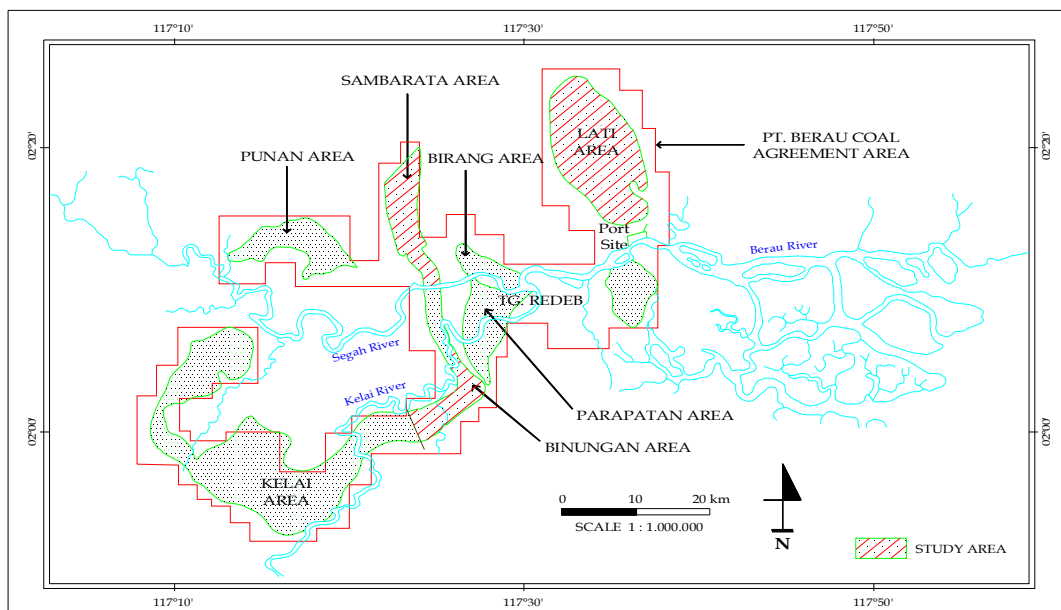 117°10'
117°30'
117°50'
SAMBARATA AREA
PUNAN AREA
BIRANG AREA
LATI
AREA
PT. BERAU COAL
AGREEMENT AREA
02°20'
02°20'
Port
Site
Berau River
TG. REDEB
Segah River
Kelai River
PARAPATAN AREA
BINUNGAN AREA
02°00'
02°00'
KELAI
AREA
0 10 20 km
SCALE 1 : 1.000.000
N
STUDY AREA
117°10'
117°30'
117°50'